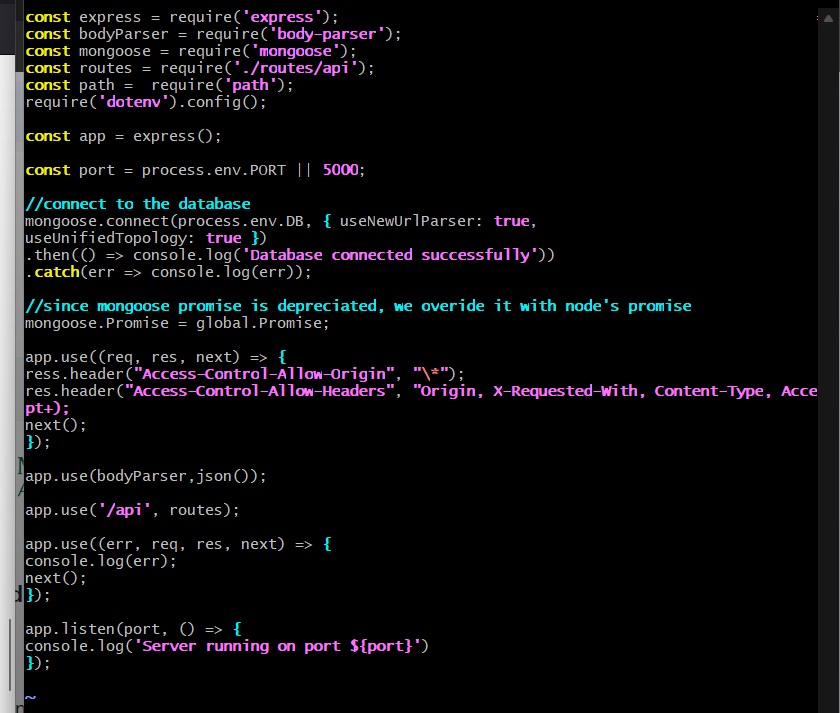 const express = require('express');
const bodyParser = require('body-parser');
const mongoose = require('mongoose');
const routes = require('./routes/api');
const path =  require('path');
require('dotenv').config();
const app = express();
const port = process.env.PORT || 5000;
//connect to the database
mongoose.connect(process.env.DB, { useNewUrlParser: true,
useUnifiedTopology: true })
.then(() => console.log('Database connected successfully'))
.catch(err => console.log(err));
//since mongoose promise is depreciated, we overide it with node's promise
mongoose.Promise = global.Promise;
app.use((req, res, next) => {
ress.header("Access-Control-Allow-Origin", "\*");
res.header("Access-Control-Allow-Headers", "Origin, X-Requested-With, Content-Type, Acce
pt+);
next();
});
app.use(bodyParser,json());
app.use('/api', routes);
app.use((err, req, res, next) => {
console.log(err);
next();
});
app.listen(port, () => {
console.log('Server running on port ${port}')
});
~